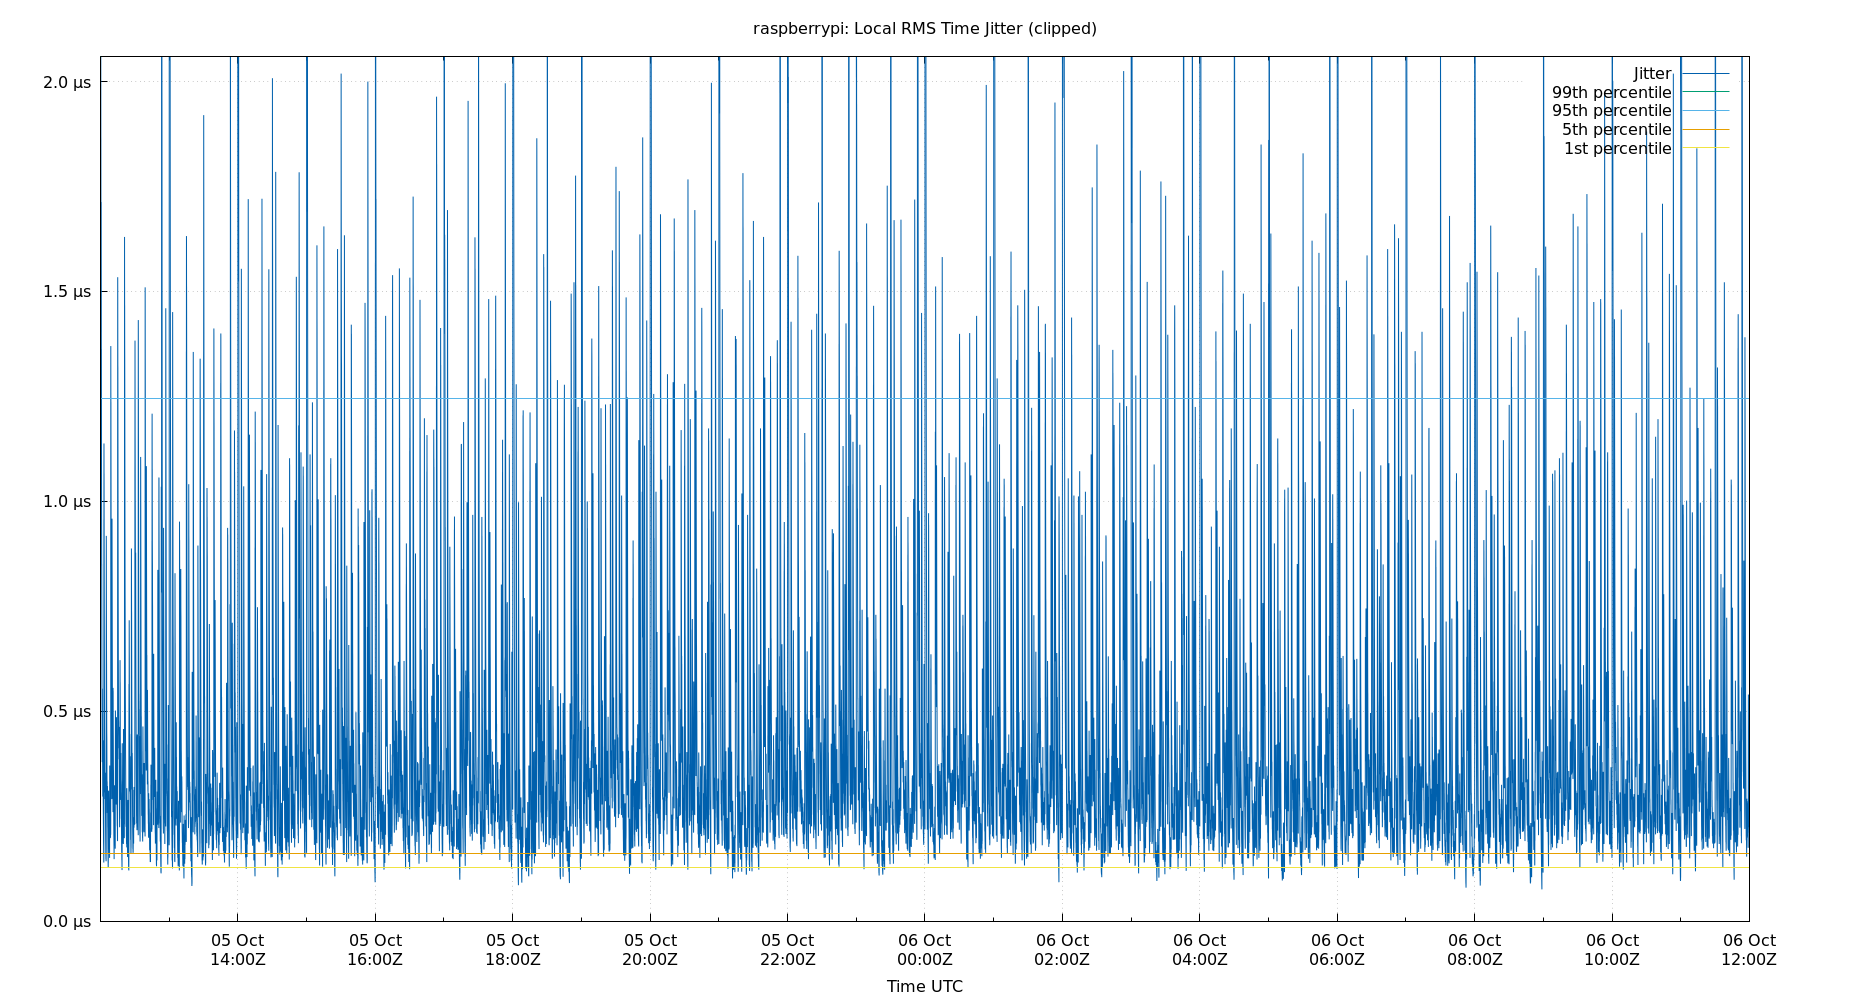 raspberrypi: Local RMS Time Jitter (clipped)
2.0 µs
1.5 µs
1.0 µs
0.5 µs
0.0 µs
Jitter
99th percentile
95th percentile
5th percentile
1st percentile
05 Oct 05 Oct 05 Oct 05 Oct 05 Oct 06 Oct 06 Oct 06 Oct 06 Oct 06 Oct 06 Oct 06 Oct
14:00Z 16:00Z 18:00Z 20:00Z 22:00Z 00:00Z 02:00Z 04:00Z 06:00Z 08:00Z 10:00Z 12:00Z
Time UTC